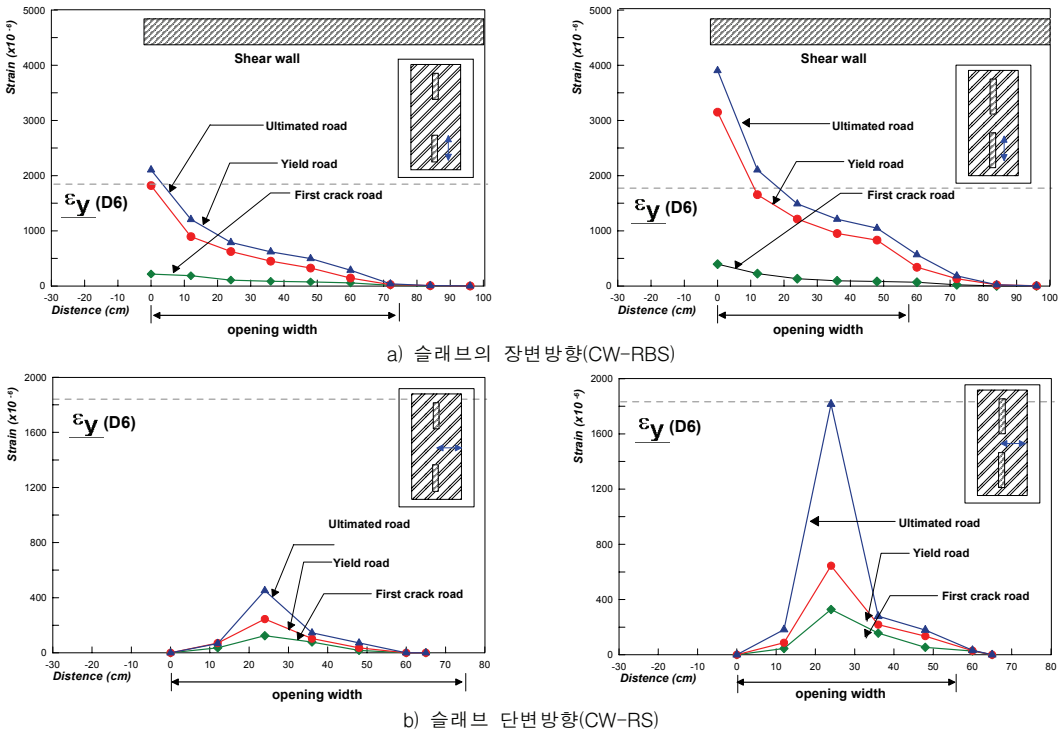 5000
4000
3000
2000
1000
0
Strain (x10 -6)
Shear wall
Ultimated road
Yield road
First crack road
εy (D6)
-30 -20 -10 0 10 20 30 40 50 60 70 80 90 100
Distance (cm)
opening width
5000
4000
3000
2000
1000
0
Strain (x10 -6)
Shear wall
Ultimated road
Yield road
First crack road
εy (D6)
-30 -20 -10 0 10 20 30 40 50 60 70 80 90 100
Distance (cm)
opening width
a) 슬래브의 장변방향(CW-RBS)
2000
1600
1200
800
400
0
Strain (x10 -6)
εy (D6)
Ultimated road
Yield road
First crack road
-30 -20 -10 0 10 20 30 40 50 60 70 80
Distance (cm)
opening width
2000
1600
1200
800
400
0
Strain (x10 -6)
εy (D6)
Ultimated road
Yield road
First crack road
-30 -20 -10 0 10 20 30 40 50 60 70 80
Distance (cm)
opening width
b) 슬래브 단변방향(CW-RS)